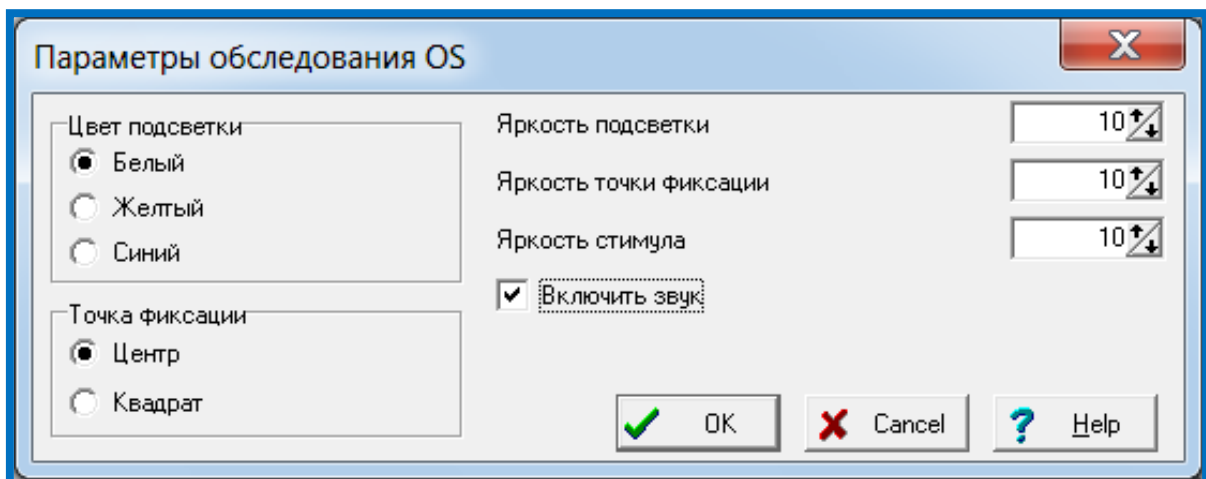 Параметры обследования OS
Цвет подсветки
Белый
Желтый
Синий
Точка фиксации
Центр
Квадрат
Яркость подсветки 10
Яркость точки фиксации 10
Яркость стимула 10
Включить звук
OK Cancel Help